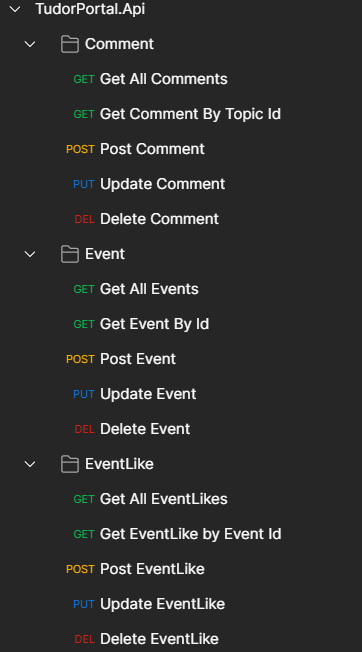 TudorPortal.Api
Comment
GET Get All Comments
GET Get Comment By Topic Id
POST Post Comment
PUT Update Comment
DEL Delete Comment
Event
GET Get All Events
GET Get Event By Id
POST Post Event
PUT Update Event
DEL Delete Event
EventLike
GET Get All EventLikes
GET Get EventLike by Event Id
POST Post EventLike
PUT Update EventLike
DEL Delete EventLike